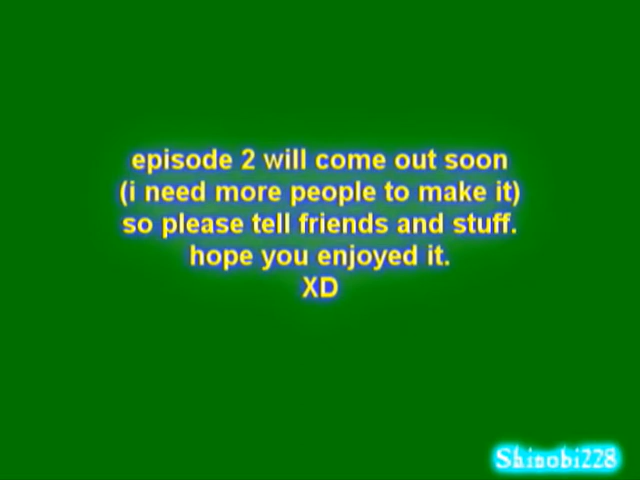 episode 2 will come out soon
(i need more people to make it)
so please tell friends and stuff.
hope you enjoyed it.
XD
Shinobi228